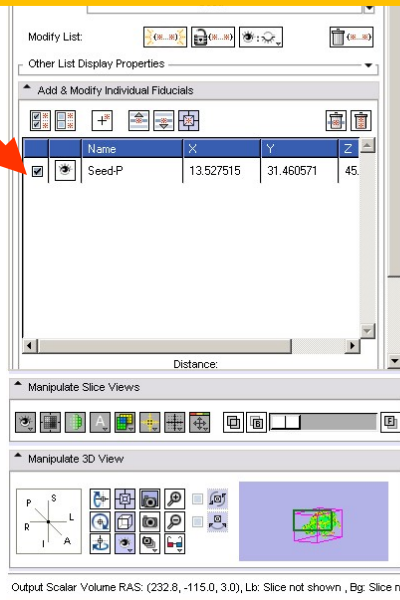 Modify List:
Other List Display Properties
Add & Modify Individual Fiducials
Name X Y Z
Seed-P 13.527515 31.460571 45.
Distance:
Manipulate Slice Views
A B F
Manipulate 3D View
P S
R L
I A
Output Scalar Volume RAS: (232.8, -115.0, 3.0), Lb: Slice not shown , Bg: Slice n